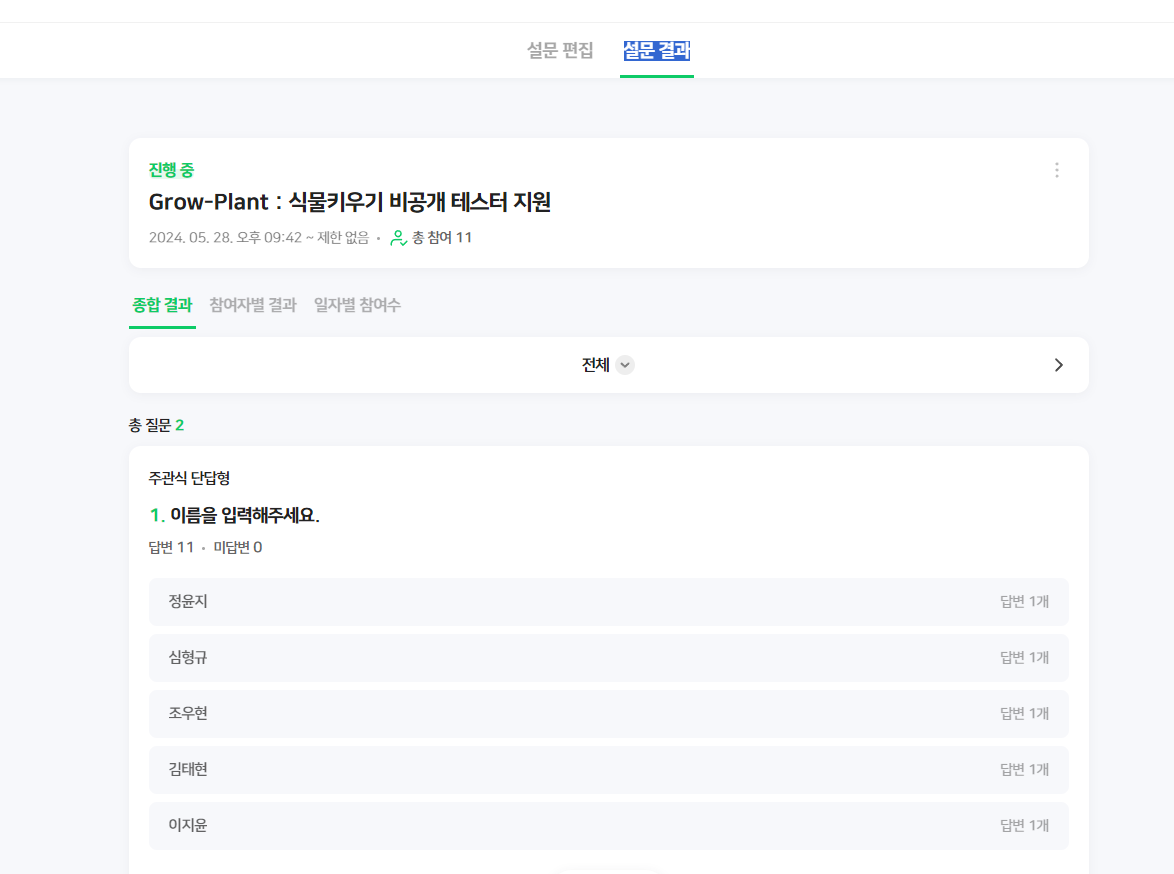 설문 편집 설문 결과
진행 중
Grow-Plant : 식물키우기 비공개 테스터 지원
2024. 05. 28. 오후 09:42 ~ 제한 없음 · 총 참여 11
종합 결과 참여자별 결과 일자별 참여수
전체
총 질문 2
주관식 단답형
1. 이름을 입력해주세요.
답변 11 · 미답변 0
정윤지 답변 1개
심형규 답변 1개
조우현 답변 1개
김태현 답변 1개
이지윤 답변 1개